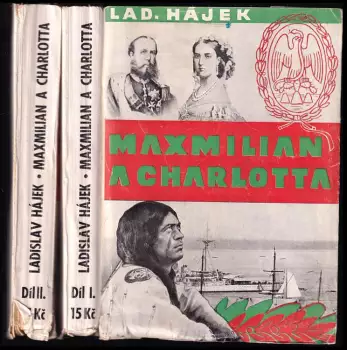 LADISLAV HÁJEK • MAXMILIAN A CHARLOTTA
Díl II.
Kč
LADISLAV HÁJEK • MAXMILIAN A CHARLOTTA
Díl I.
15 Kč
LAD. HÁJEK
MAXMILIAN
A CHARLOTTA